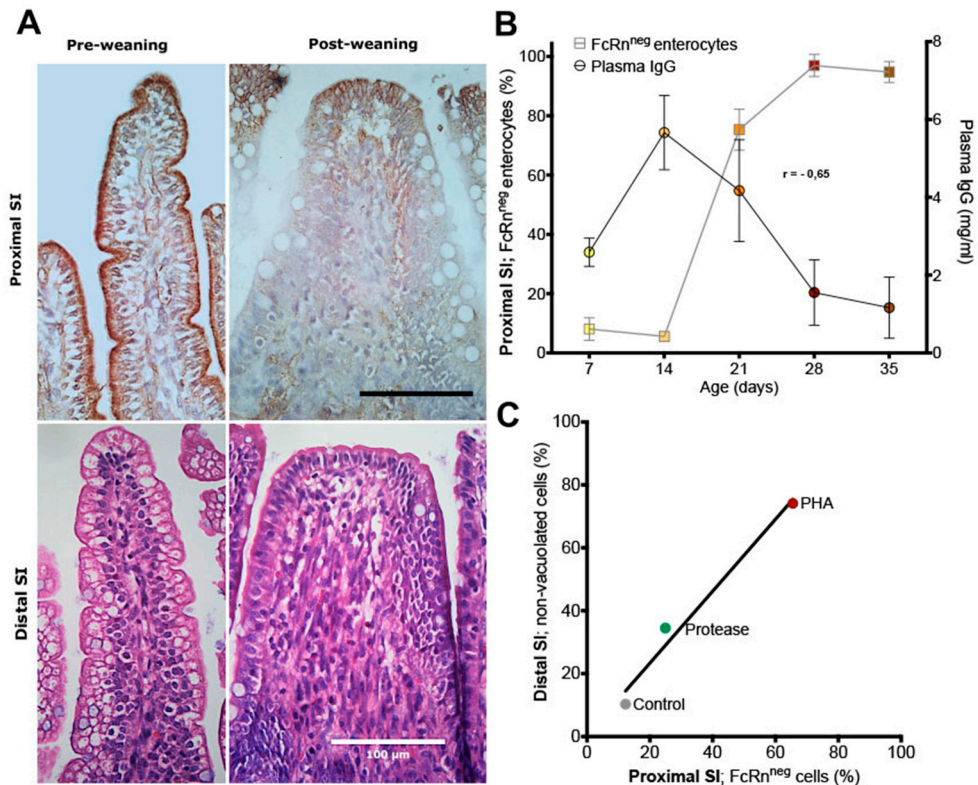 A
Pre-weaning
Post-weaning
Proximal SI
Distal SI
100 µm
B
FcRnneg enterocytes
Plasma IgG
Proximal SI; FcRnneg enterocytes (%)
100
80
60
40
20
0
r = - 0,65
8
6
4
2
0
Plasma IgG (mg/ml)
7 14 21 28 35
Age (days)
C
Distal SI; non-vacuolated cells (%)
100
80
60
40
20
0
PHA
Protease
Control
0 20 40 60 80 100
Proximal SI; FcRnneg cells (%)